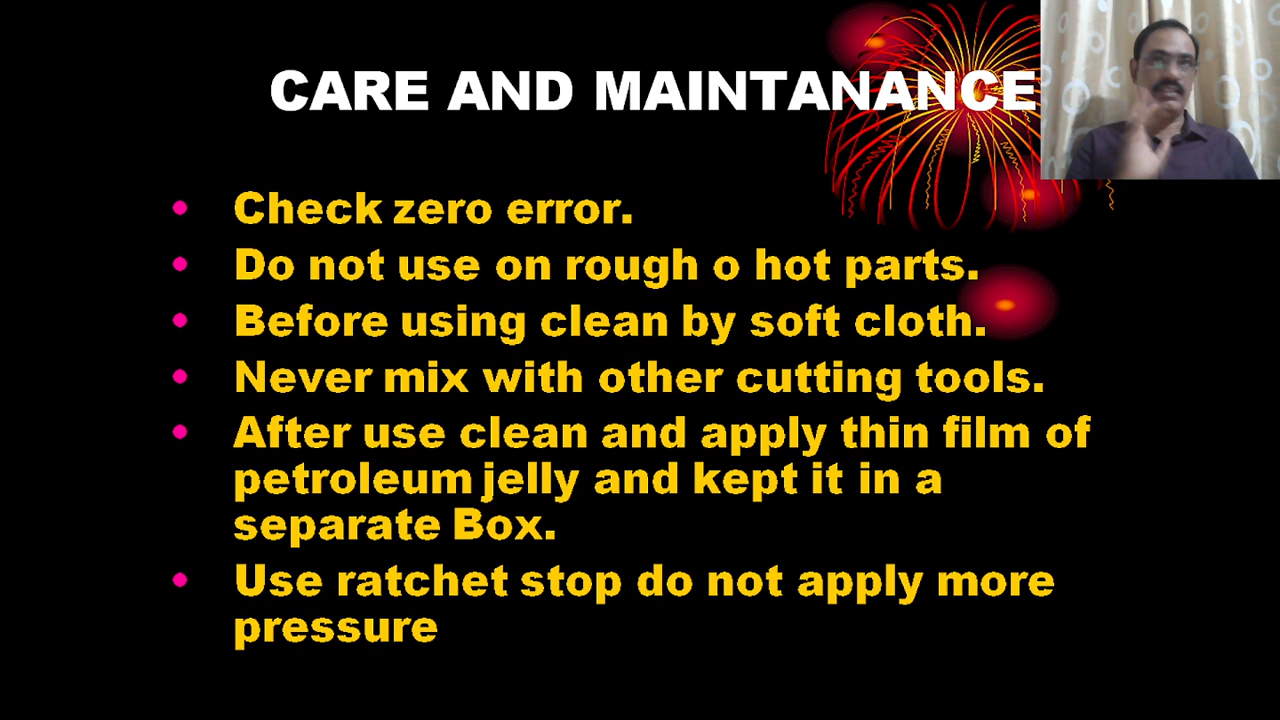 CARE AND MAINTANANCE
• Check zero error.
• Do not use on rough o hot parts.
• Before using clean by soft cloth.
• Never mix with other cutting tools.
• After use clean and apply thin film of
petroleum jelly and kept it in a
separate Box.
• Use ratchet stop do not apply more
pressure